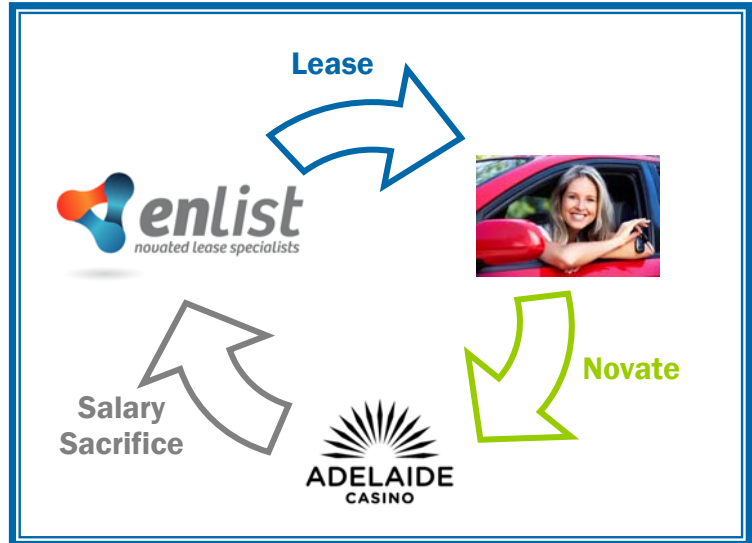 Lease
enlist
novated lease specialists
Novate
Salary
Sacrifice
ADELAIDE
CASINO